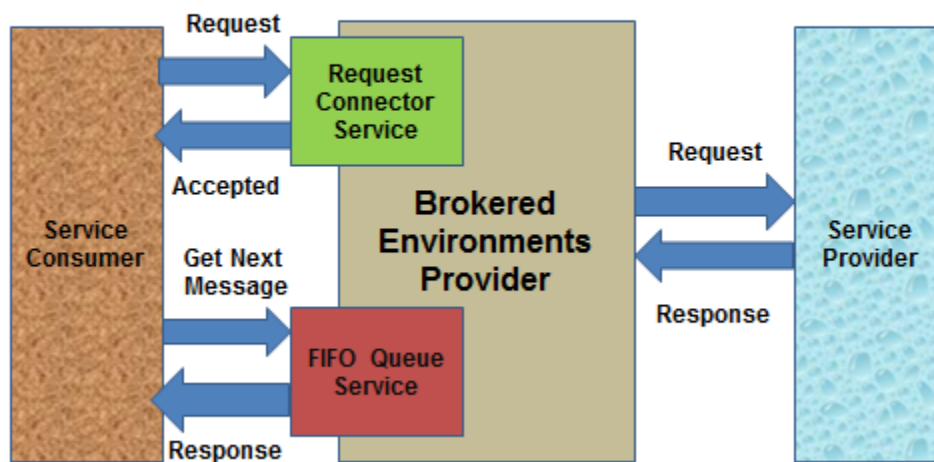 Request
Request
Connector
Service
Accepted
Service
Consumer
Get Next
Message
FIFO Queue
Service
Response
Brokered
Environments
Provider
Request
Response
Service
Provider